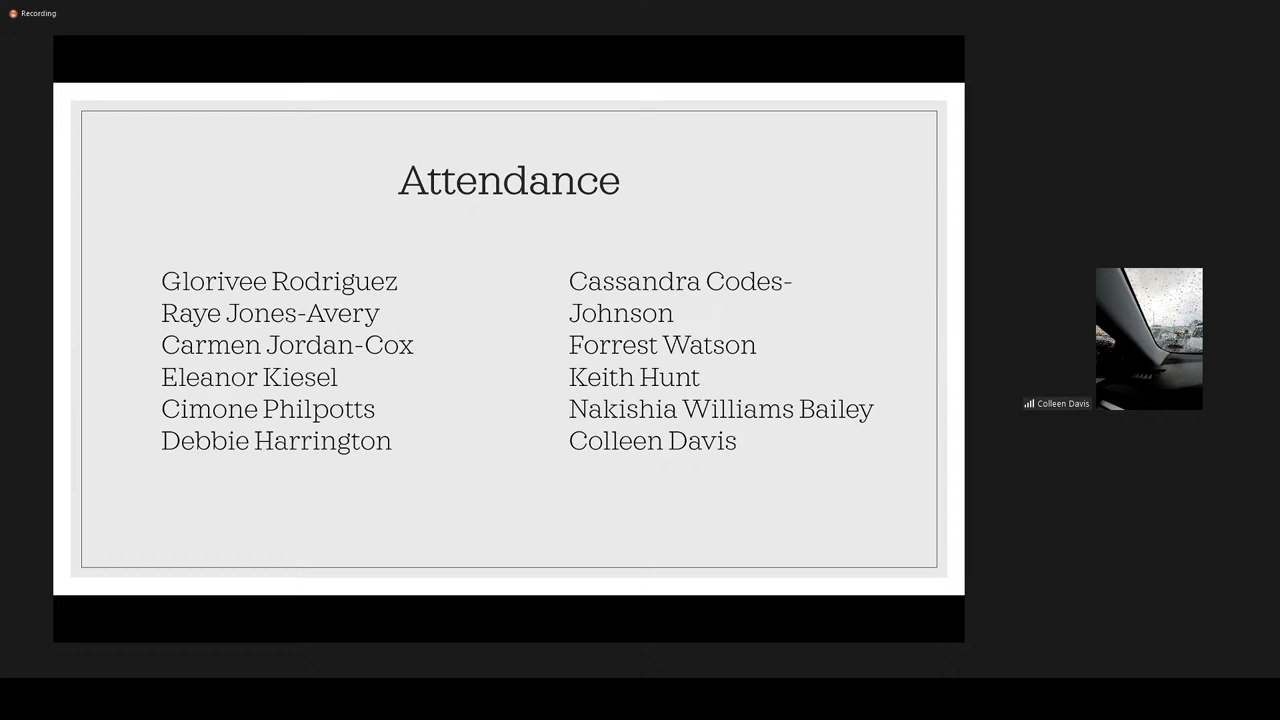 Recording
Attendance
Glorivee Rodriguez
Raye Jones-Avery
Carmen Jordan-Cox
Eleanor Kiesel
Cimone Philpotts
Debbie Harrington
Cassandra Codes-
Johnson
Forrest Watson
Keith Hunt
Nakishia Williams Bailey
Colleen Davis
Colleen Davis